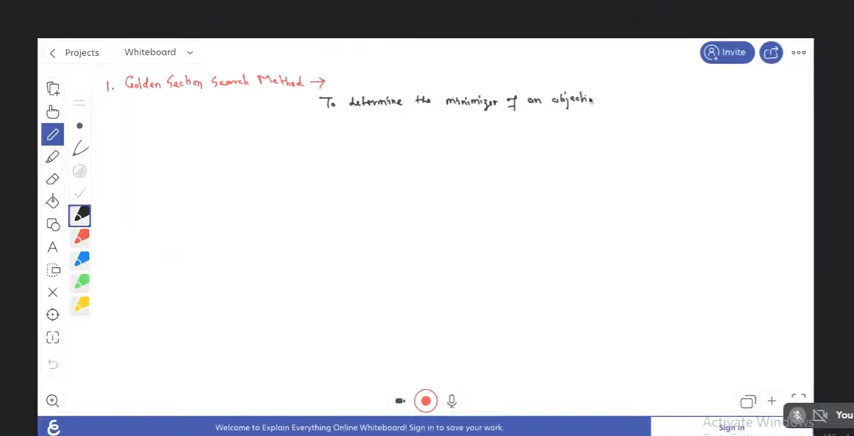 Projects
Whiteboard
Invite
1. Golden Section Search Method →
To determine the minimizer of an objectiv
A
Activate Windows
You
Welcome to Explain Everything Online Whiteboard! Sign in to save your work.
Sign in